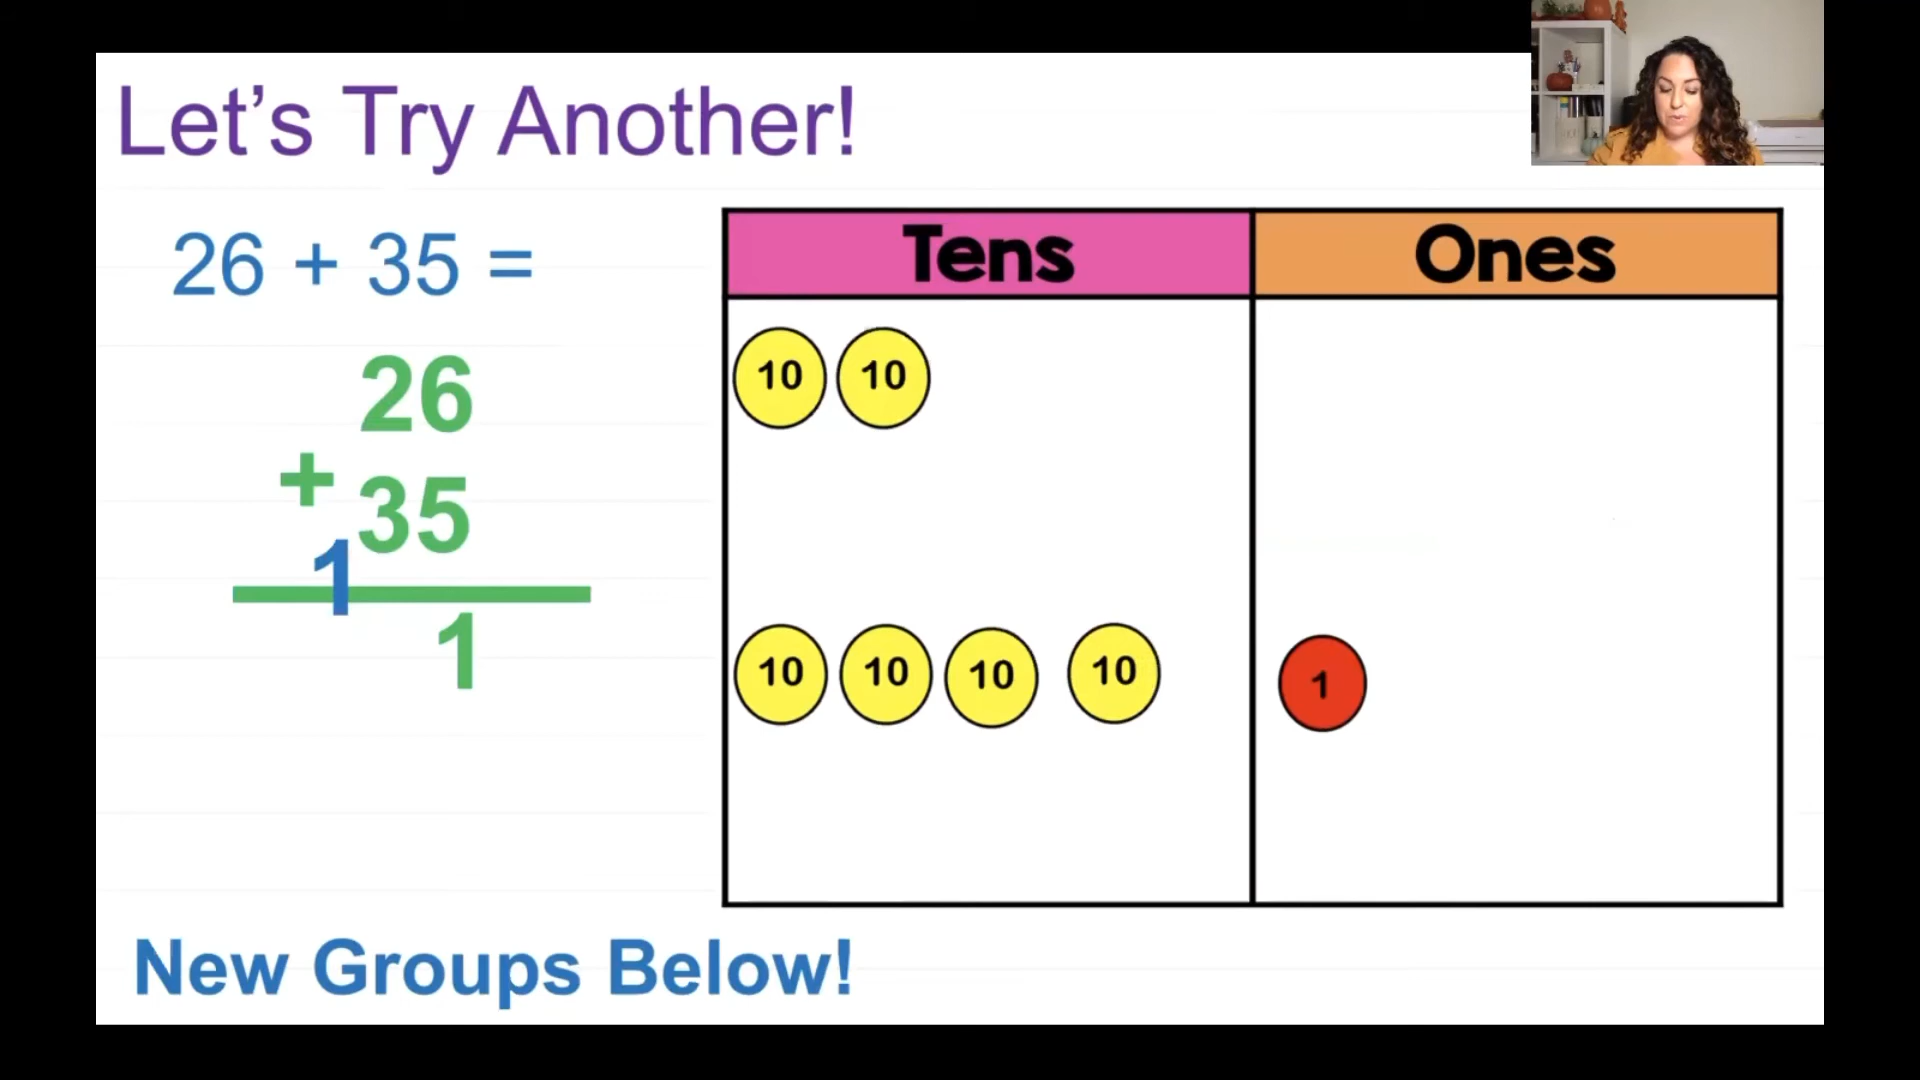 Let's Try Another!
26 + 35 =
26
+
35
1
1
Tens
Ones
10 10
10 10 10 10
1
New Groups Below!